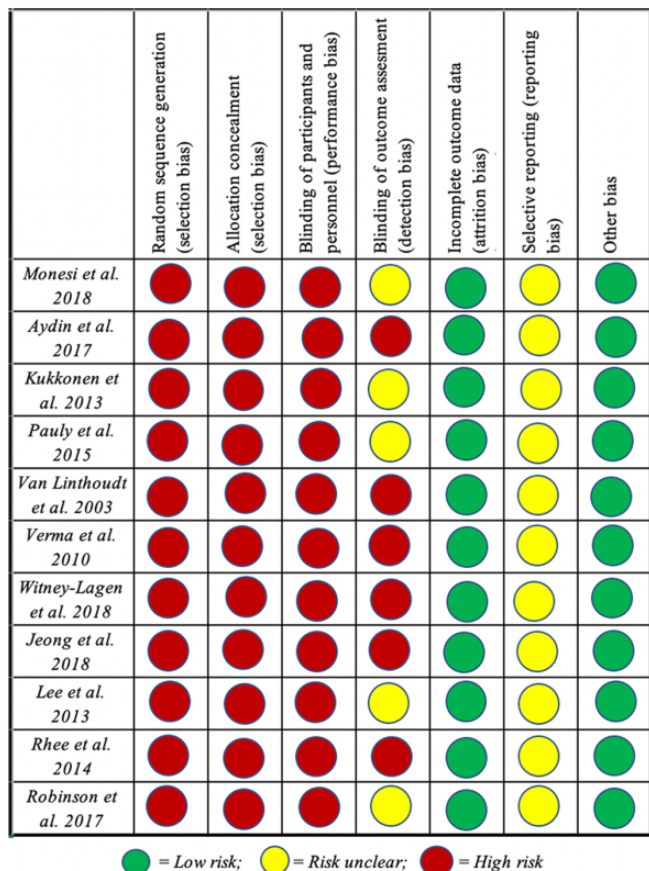 Random sequence generation
(selection bias)
Allocation concealment
(selection bias)
Blinding of participants and
personnel (performance bias)
Blinding of outcome assesment
(detection bias)
Incomplete outcome data
(attrition bias)
Selective reporting (reporting
bias)
Other bias
Monesi et al.
2018
Aydin et al.
2017
Kukkonen et
al. 2013
Pauly et al.
2015
Van Linthoudt
et al. 2003
Verma et al.
2010
Witney-Lagen
et al. 2018
Jeong et al.
2018
Lee et al.
2013
Rhee et al.
2014
Robinson et
al. 2017
= Low risk; = Risk unclear; = High risk